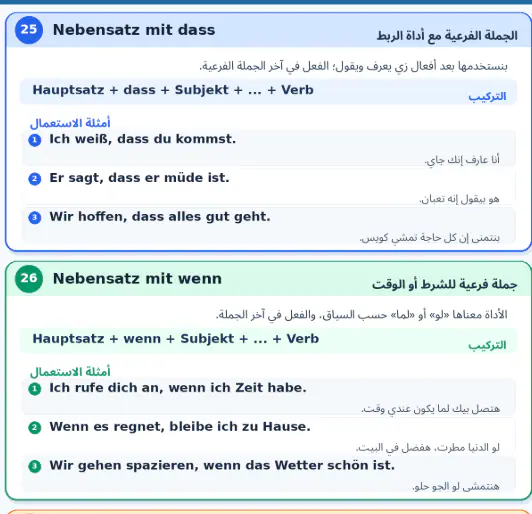 25 Nebensatz mit dass الجملة الفرعية مع أداة الربط
بنستخدمها بعد أفعال زي يعرف ويقول؛ الفعل في آخر الجملة الفرعية.
Hauptsatz + dass + Subjekt + ... + Verb التركيب
أمثلة الاستعمال
1 Ich weiß, dass du kommst.
أنا عارف إنك جاي.
2 Er sagt, dass er müde ist.
هو بيقول إنه تعبان.
3 Wir hoffen, dass alles gut geht.
بنتمنى إن كل حاجة تمشي كويس.
26 Nebensatz mit wenn جملة فرعية للشرط أو الوقت
الأداة معناها «لو» أو «لما» حسب السياق، والفعل في آخر الجملة.
Hauptsatz + wenn + Subjekt + ... + Verb التركيب
أمثلة الاستعمال
1 Ich rufe dich an, wenn ich Zeit habe.
هتصل بيك لما يكون عندي وقت.
2 Wenn es regnet, bleibe ich zu Hause.
لو الدنيا مطرت، هفضل في البيت.
3 Wir gehen spazieren, wenn das Wetter schön ist.
هنتمشى لو الجو حلو.